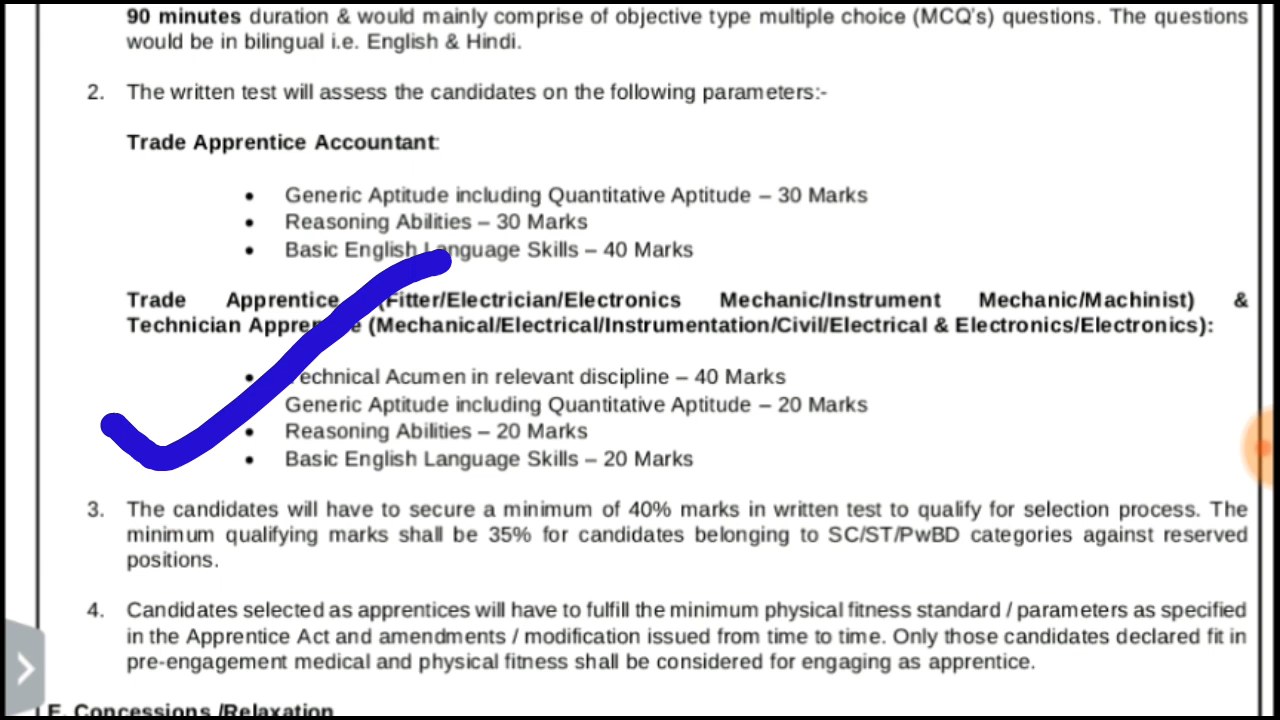 90 minutes duration & would mainly comprise of objective type multiple choice (MCQ's) questions. The questions
would be in bilingual i.e. English & Hindi.
2. The written test will assess the candidates on the following parameters:-
Trade Apprentice Accountant:
• Generic Aptitude including Quantitative Aptitude – 30 Marks
• Reasoning Abilities – 30 Marks
• Basic English Language Skills – 40 Marks
Trade Apprentice (Fitter/Electrician/Electronics Mechanic/Instrument Mechanic/Machinist) &
Technician Apprentice (Mechanical/Electrical/Instrumentation/Civil/Electrical & Electronics/Electronics):
• Technical Acumen in relevant discipline – 40 Marks
Generic Aptitude including Quantitative Aptitude – 20 Marks
• Reasoning Abilities – 20 Marks
• Basic English Language Skills – 20 Marks
3. The candidates will have to secure a minimum of 40% marks in written test to qualify for selection process. The
minimum qualifying marks shall be 35% for candidates belonging to SC/ST/PwBD categories against reserved
positions.
4. Candidates selected as apprentices will have to fulfill the minimum physical fitness standard / parameters as specified
in the Apprentice Act and amendments / modification issued from time to time. Only those candidates declared fit in
pre-engagement medical and physical fitness shall be considered for engaging as apprentice.
E. Concessions /Relaxation